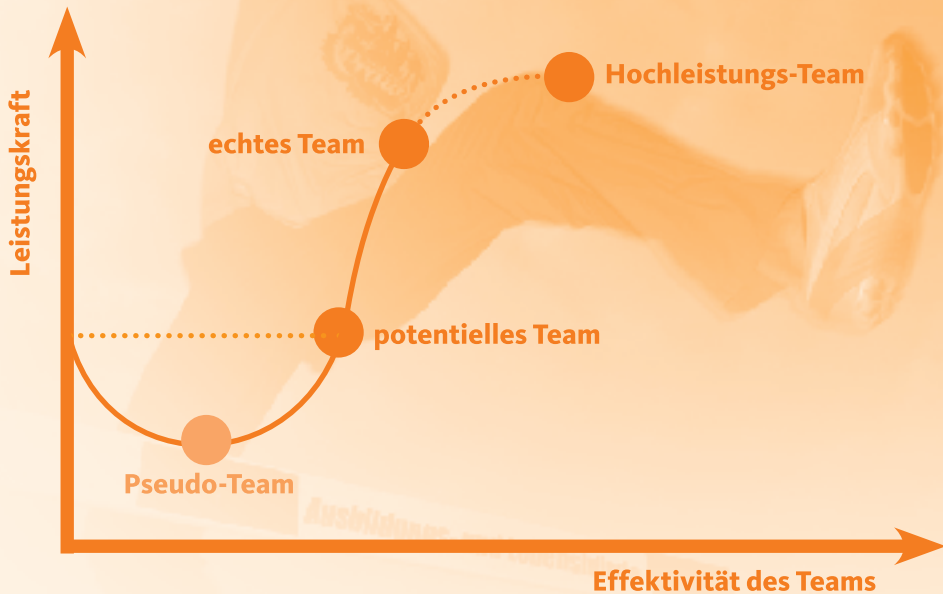 Hochleistungs-Team
echtes Team
Leistungskraft
potentielles Team
Pseudo-Team
Effektivität des Teams